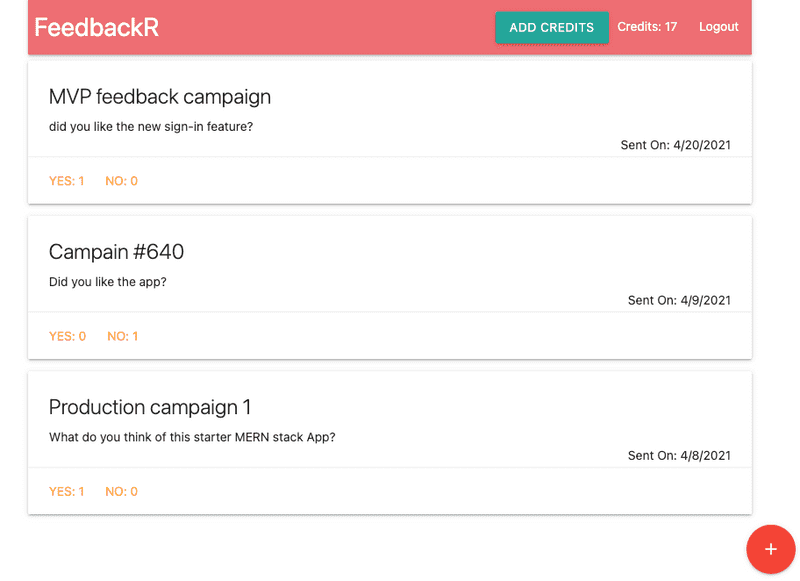 FeedbackR
ADD CREDITS
Credits: 17
Logout
MVP feedback campaign
did you like the new sign-in feature?
Sent On: 4/20/2021
YES: 1 NO: 0
Campain #640
Did you like the app?
Sent On: 4/9/2021
YES: 0 NO: 1
Production campaign 1
What do you think of this starter MERN stack App?
Sent On: 4/8/2021
YES: 1 NO: 0
+